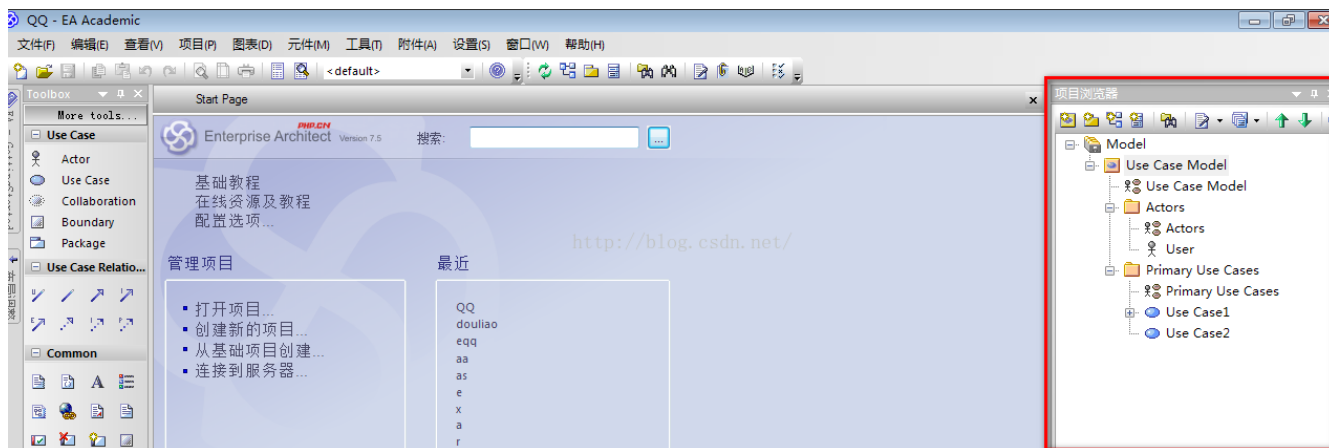 QQ - EA Academic
文件(F) 编辑(E) 查看(V) 项目(P) 图表(D) 元件(M) 工具(T) 附件(A) 设置(S) 窗口(W) 帮助(H)
<default>
Toolbox
More tools...
Use Case
Actor
Use Case
Collaboration
Boundary
Package
Use Case Relatio...
Common
Start Page
Enterprise Architect Version 7.5
PHP.CN
搜索:
...
基础教程
在线资源及教程
配置选项...
http://blog.csdn.net/
管理项目
打开项目...
创建新的项目...
从基础项目创建...
连接到服务器...
最近
QQ
douliao
eqq
aa
as
e
x
a
r
项目浏览器
Model
Use Case Model
Use Case Model
Actors
Actors
User
Primary Use Cases
Primary Use Cases
Use Case1
Use Case2